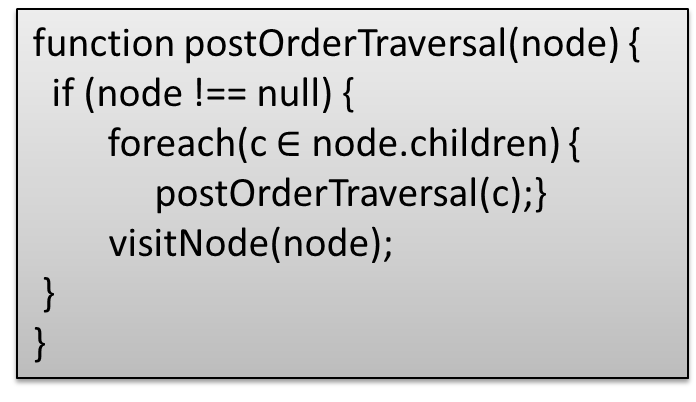 function postOrderTraversal(node) {
if (node !== null) {
foreach(c ∈ node.children) {
postOrderTraversal(c);}
visitNode(node);
}
}